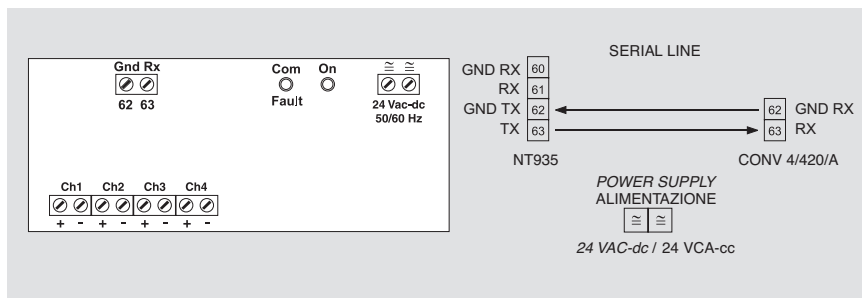 Gnd Rx
62 63
Com On
Fault
≅ ≅
24 Vac-dc
50/60 Hz
Ch1 Ch2 Ch3 Ch4
+ - + - + - + -
SERIAL LINE
GND RX 60
RX 61
GND TX 62
TX 63
NT935
62 GND RX
63 RX
CONV 4/420/A
POWER SUPPLY
ALIMENTAZIONE
≅ ≅
24 VAC-dc / 24 VCA-cc